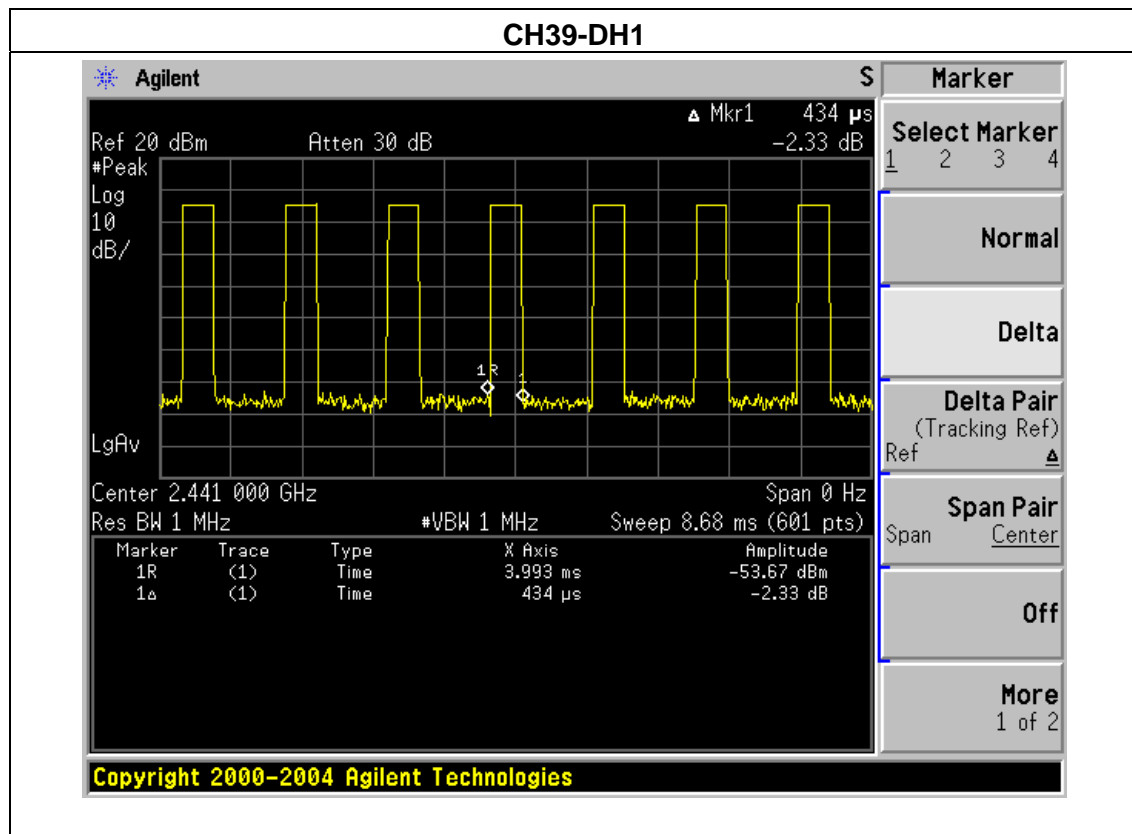 CH39-DH1
Agilent S Marker
Δ Mkr1 434 µs
Ref 20 dBm Atten 30 dB -2.33 dB
#Peak
Log
10
dB/
1R
1
LgAv
Center 2.441 000 GHz Span 0 Hz
Res BW 1 MHz #VBW 1 MHz Sweep 8.68 ms (601 pts)
Marker Trace Type X Axis Amplitude
1R (1) Time 3.993 ms -53.67 dBm
1Δ (1) Time 434 µs -2.33 dB
Select Marker
1 2 3 4
Normal
Delta
Delta Pair
(Tracking Ref)
Ref Δ
Span Pair
Span Center
Off
More
1 of 2
Copyright 2000-2004 Agilent Technologies